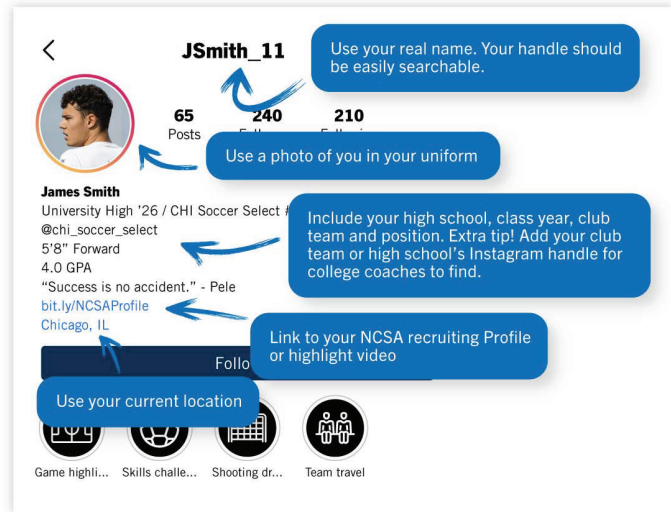 JSmith_11
Use your real name. Your handle should
be easily searchable.
65
240
210
Posts
Use a photo of you in your uniform
James Smith
University High ’26 / CHI Soccer Select #
@chi_soccer_select
5’8” Forward
4.0 GPA
“Success is no accident.” - Pele
bit.ly/NCSAProfile
Chicago, IL
Include your high school, class year, club
team and position. Extra tip! Add your club
team or high school’s Instagram handle for
college coaches to find.
Link to your NCSA recruiting Profile
or highlight video
Follo
Use your current location
Game highli...
Skills challe...
Shooting dr...
Team travel